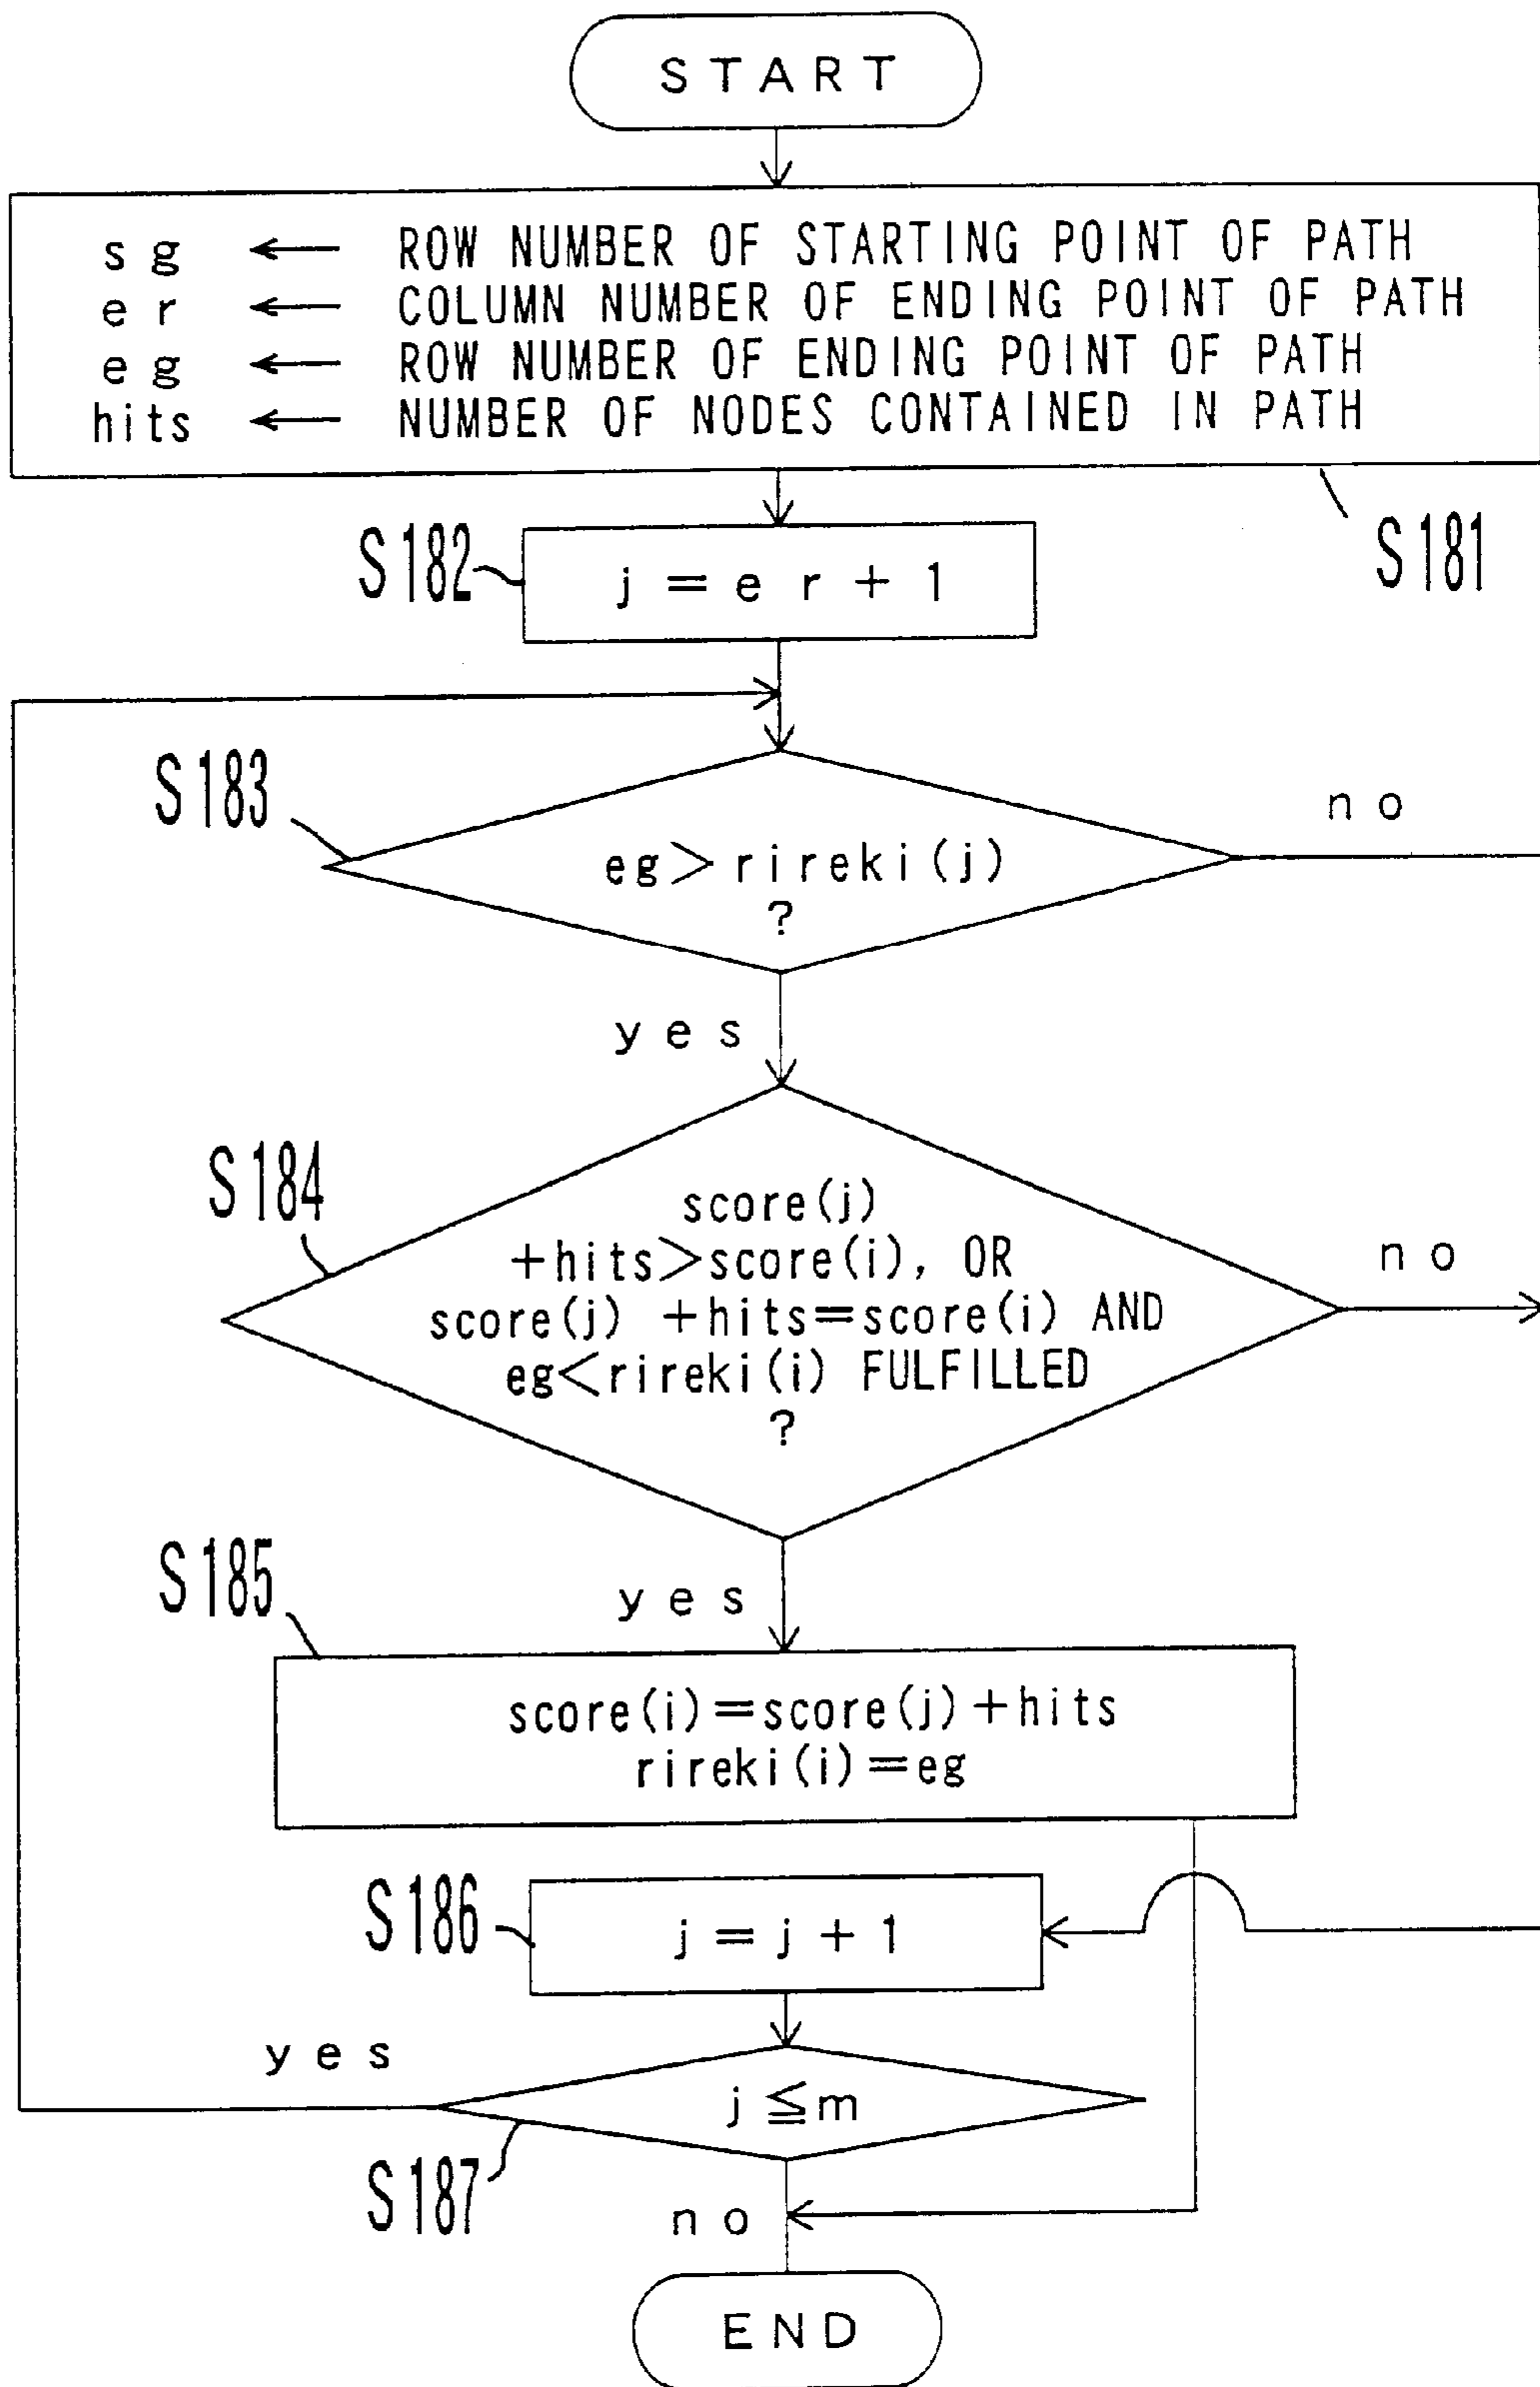 START
sg ← ROW NUMBER OF STARTING POINT OF PATH
er ← COLUMN NUMBER OF ENDING POINT OF PATH
eg ← ROW NUMBER OF ENDING POINT OF PATH
hits ← NUMBER OF NODES CONTAINED IN PATH
S181
S182
j = er + 1
S183
eg>rireki(j)
?
no
yes
S184
score(j)
+hits>score(i), OR
score(j) +hits=score(i) AND
eg<rireki(i) FULFILLED
?
no
yes
S185
score(i)=score(j)+hits
rireki(i)=eg
S186
j = j + 1
yes
j≦m
S187
no
END